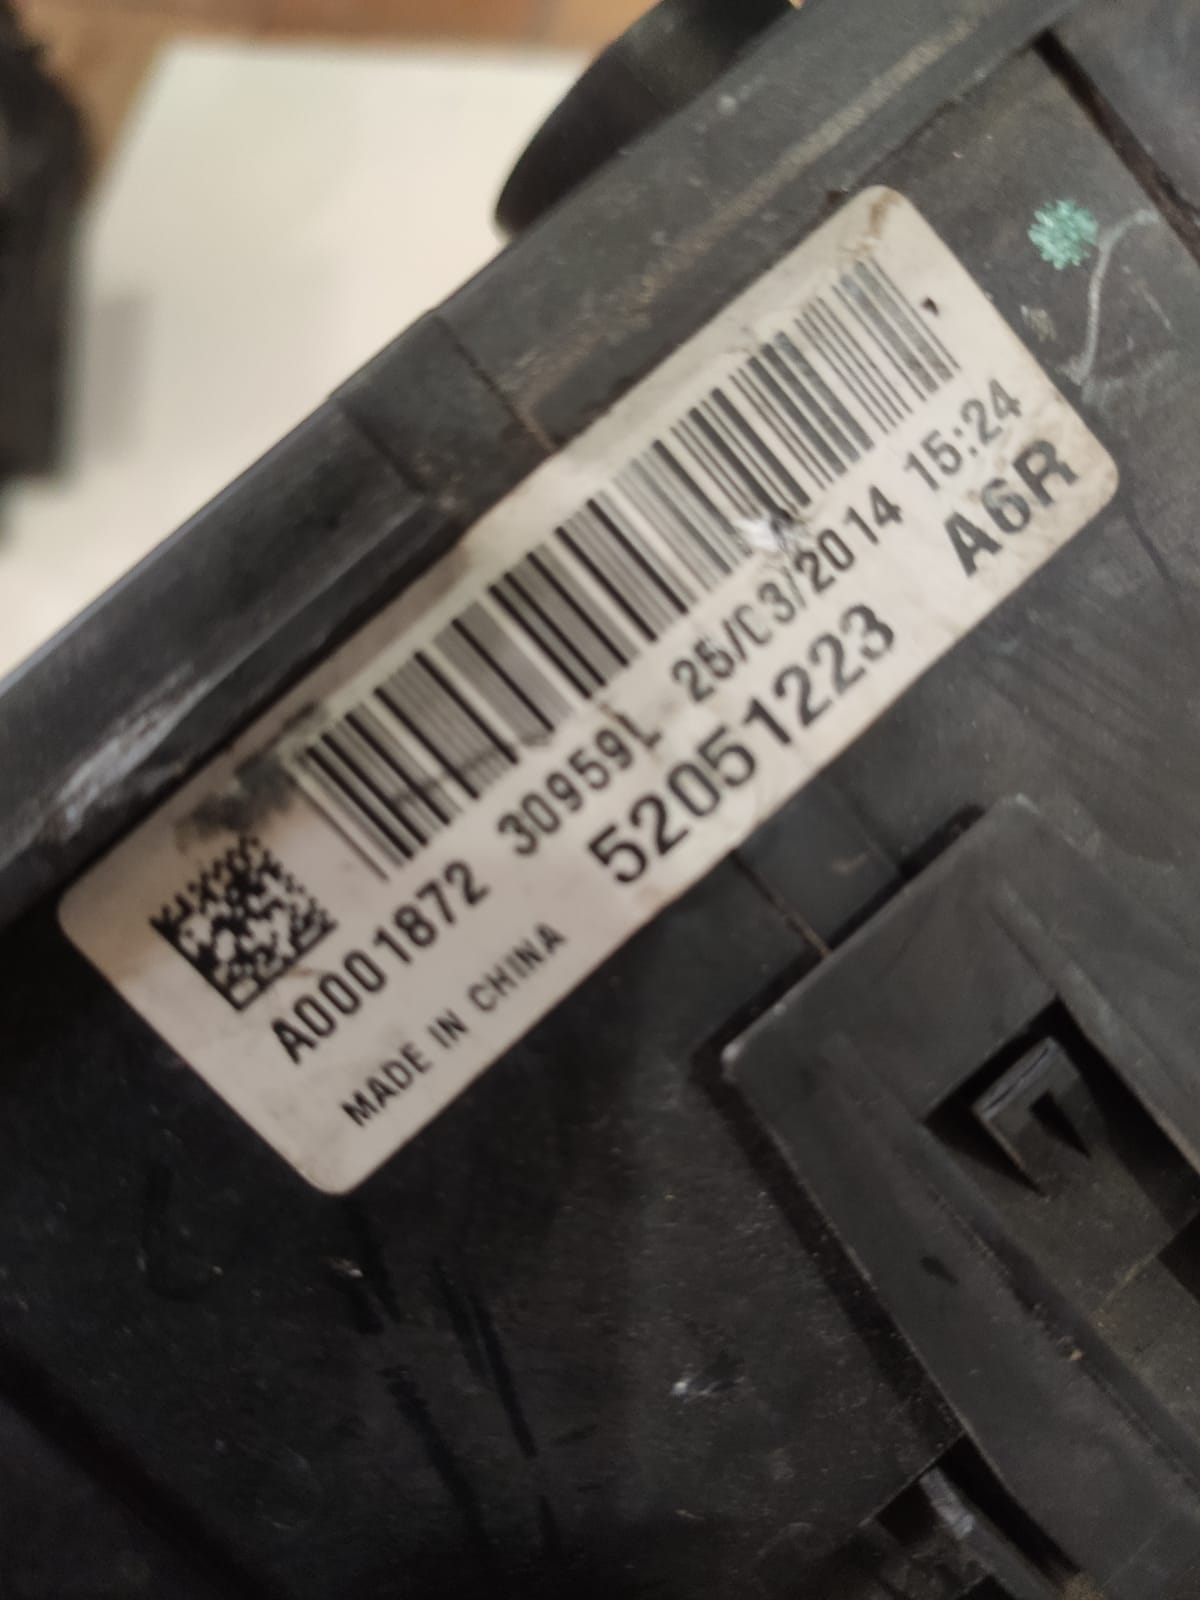 A0001872 30959L 25/03/2014 15:24
MADE IN CHINA 52051223 A6R